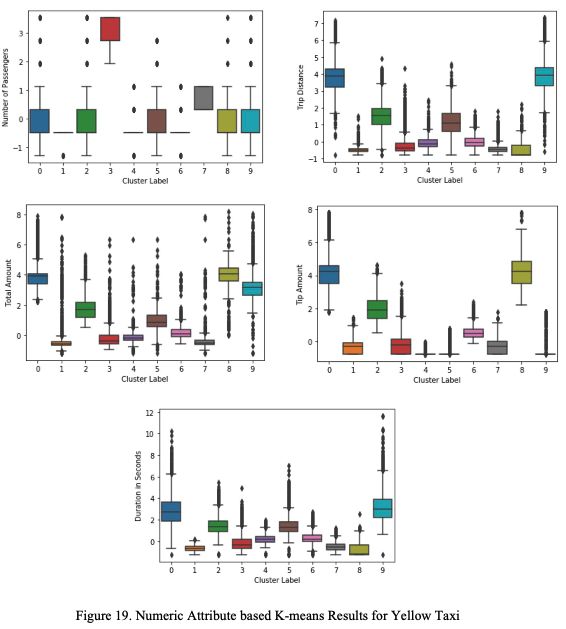 Number of Passengers
3
2
1
0
−1
0 1 2 3 4 5 6 7 8 9
Cluster Label
Trip Distance
7
6
5
4
3
2
1
0
−1
0 1 2 3 4 5 6 7 8 9
Cluster Label
Total Amount
8
6
4
2
0
0 1 2 3 4 5 6 7 8 9
Cluster Label
Tip Amount
8
6
4
2
0
0 1 2 3 4 5 6 7 8 9
Cluster Label
Duration in Seconds
12
10
8
6
4
2
0
0 1 2 3 4 5 6 7 8 9
Cluster Label
Figure 19. Numeric Attribute based K-means Results for Yellow Taxi